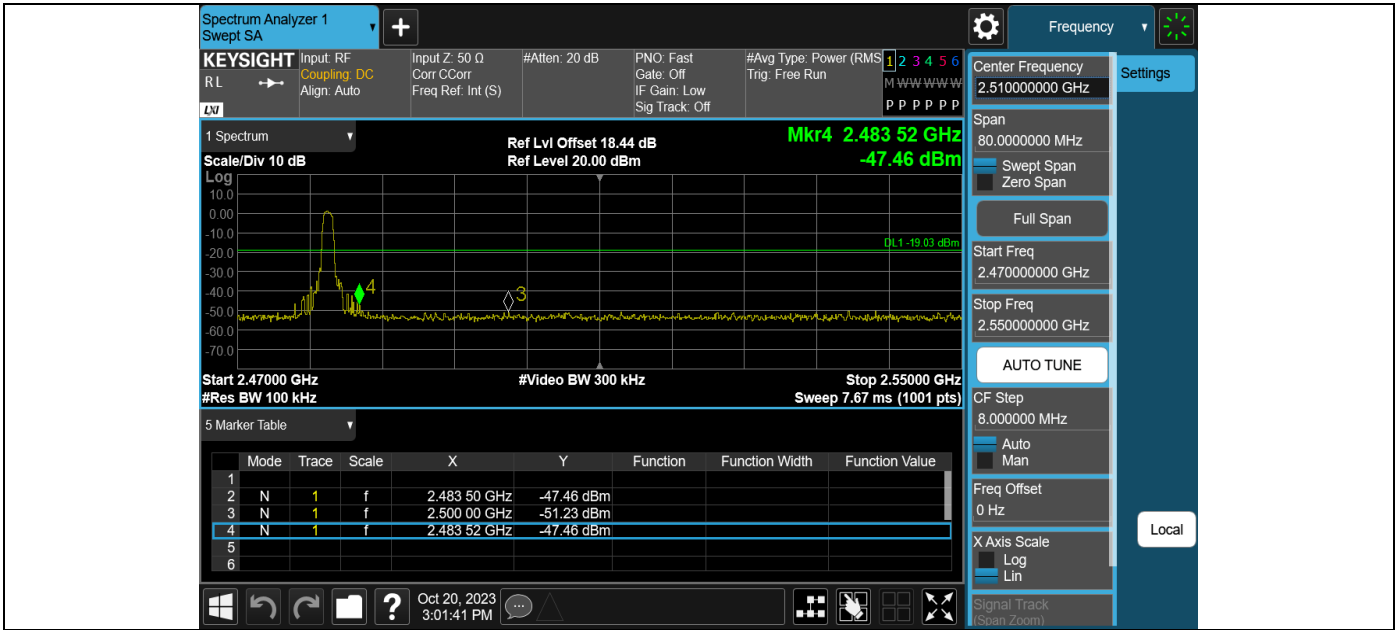 Spectrum Analyzer 1
Swept SA
+
Frequency
KEYSIGHT
RL
LXI
Input: RF
Coupling: DC
Align: Auto
Input Z: 50 Ω
Corr CCorr
Freq Ref: Int (S)
#Atten: 20 dB
PNO: Fast
Gate: Off
IF Gain: Low
Sig Track: Off
#Avg Type: Power (RMS
Trig: Free Run
1 2 3 4 5 6
M W W W W W
P P P P P P
1 Spectrum
Scale/Div 10 dB
Ref Lvl Offset 18.44 dB
Ref Level 20.00 dBm
Mkr4 2.483 52 GHz
-47.46 dBm
Log
10.0
0.00
-10.0
-20.0
-30.0
-40.0
-50.0
-60.0
-70.0
DL1 -19.03 dBm
4
3
Start 2.47000 GHz
#Video BW 300 kHz
Stop 2.55000 GHz
#Res BW 100 kHz
Sweep 7.67 ms (1001 pts)
5 Marker Table
Mode Trace Scale X Y Function Function Width Function Value
1
2 N 1 f 2.483 50 GHz -47.46 dBm
3 N 1 f 2.500 00 GHz -51.23 dBm
4 N 1 f 2.483 52 GHz -47.46 dBm
5
6
?
Oct 20, 2023
3:01:41 PM
Center Frequency
2.510000000 GHz
Settings
Span
80.0000000 MHz
Swept Span
Zero Span
Full Span
Start Freq
2.470000000 GHz
Stop Freq
2.550000000 GHz
AUTO TUNE
CF Step
8.000000 MHz
Auto
Man
Freq Offset
0 Hz
X Axis Scale
Log
Lin
Signal Track
(Span Zoom)
Local